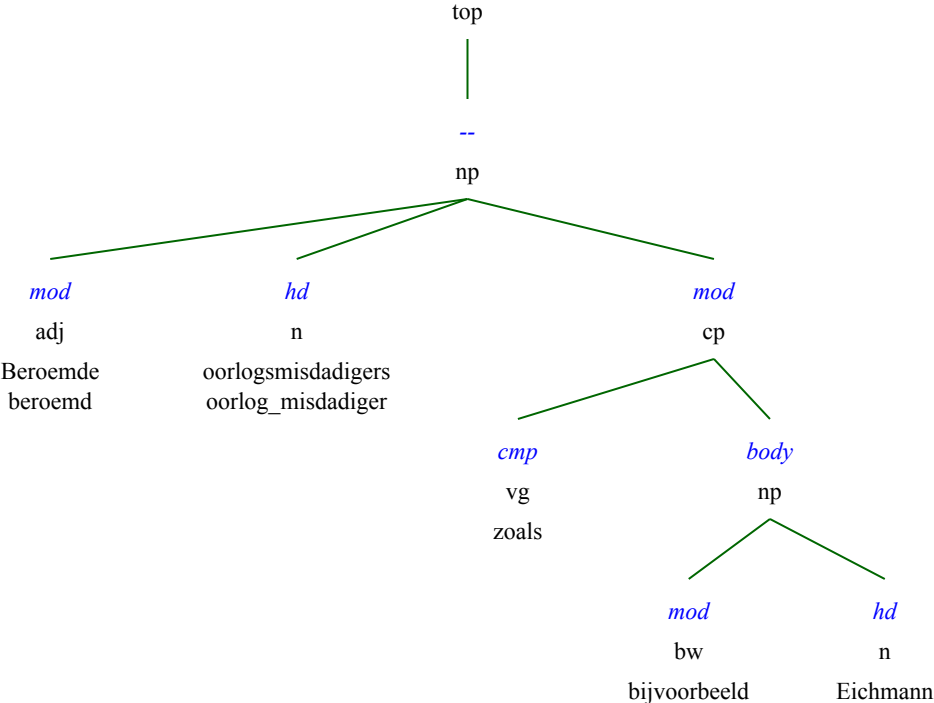 top
--
np
mod hd mod
adj n cp
Beroemde oorlogsmisdadigers
beroemd oorlog_misdadiger
cmp body
vg np
zoals
mod hd
bw n
bijvoorbeeld Eichmann